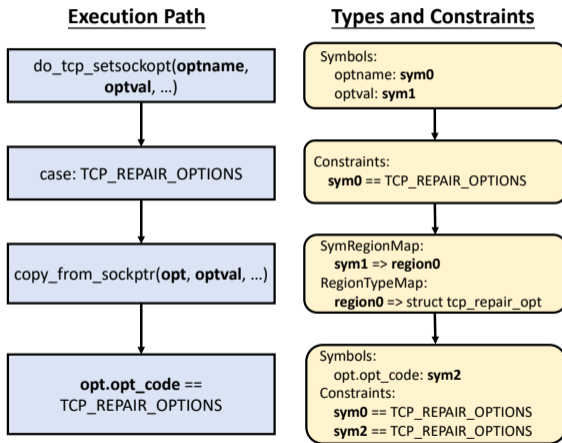 Execution Path
do_tcp_setsockopt(optname,
optval, ...)
case: TCP_REPAIR_OPTIONS
copy_from_sockptr(opt, optval, ...)
opt.opt_code ==
TCP_REPAIR_OPTIONS
Types and Constraints
Symbols:
optname: sym0
optval: sym1
Constraints:
sym0 == TCP_REPAIR_OPTIONS
SymRegionMap:
sym1 => region0
RegionTypeMap:
region0 => struct tcp_repair_opt
Symbols:
opt.opt_code: sym2
Constraints:
sym0 == TCP_REPAIR_OPTIONS
sym2 == TCP_REPAIR_OPTIONS